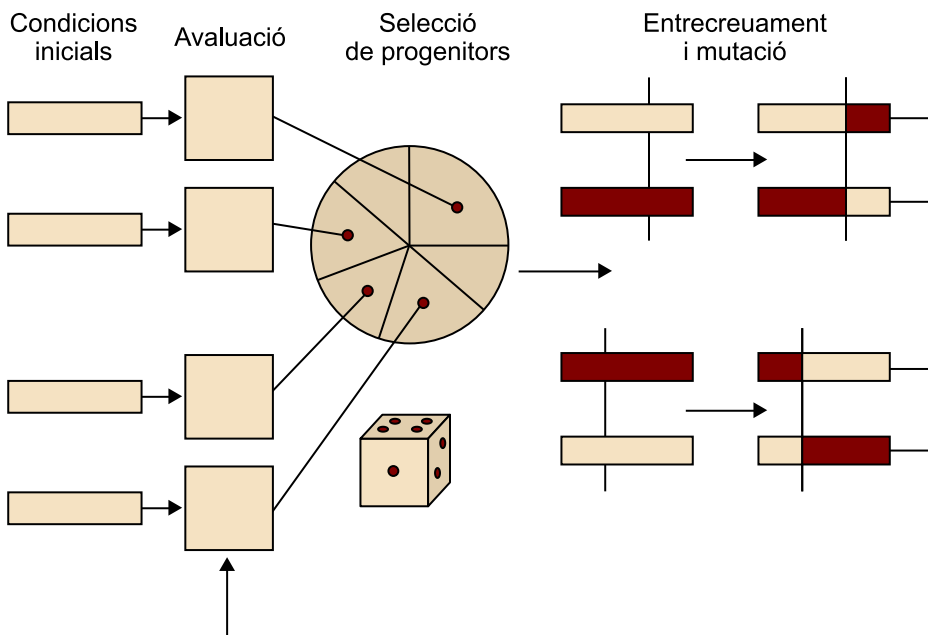 Condicions
inicials
Avaluació
Selecció
de progenitors
Entrecreuament
i mutació